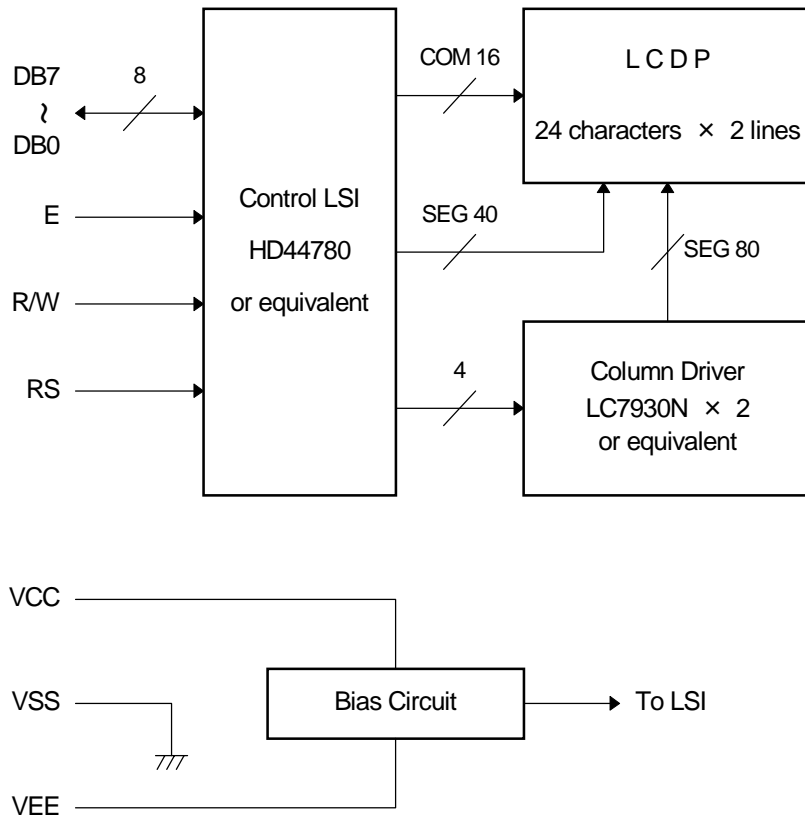 DB7
~
DB0
8
E
R/W
RS
Control LSI
HD44780
or equivalent
COM 16
SEG 40
4
L C D P
24 characters × 2 lines
SEG 80
Column Driver
LC7930N × 2
or equivalent
VCC
VSS
VEE
Bias Circuit
To LSI